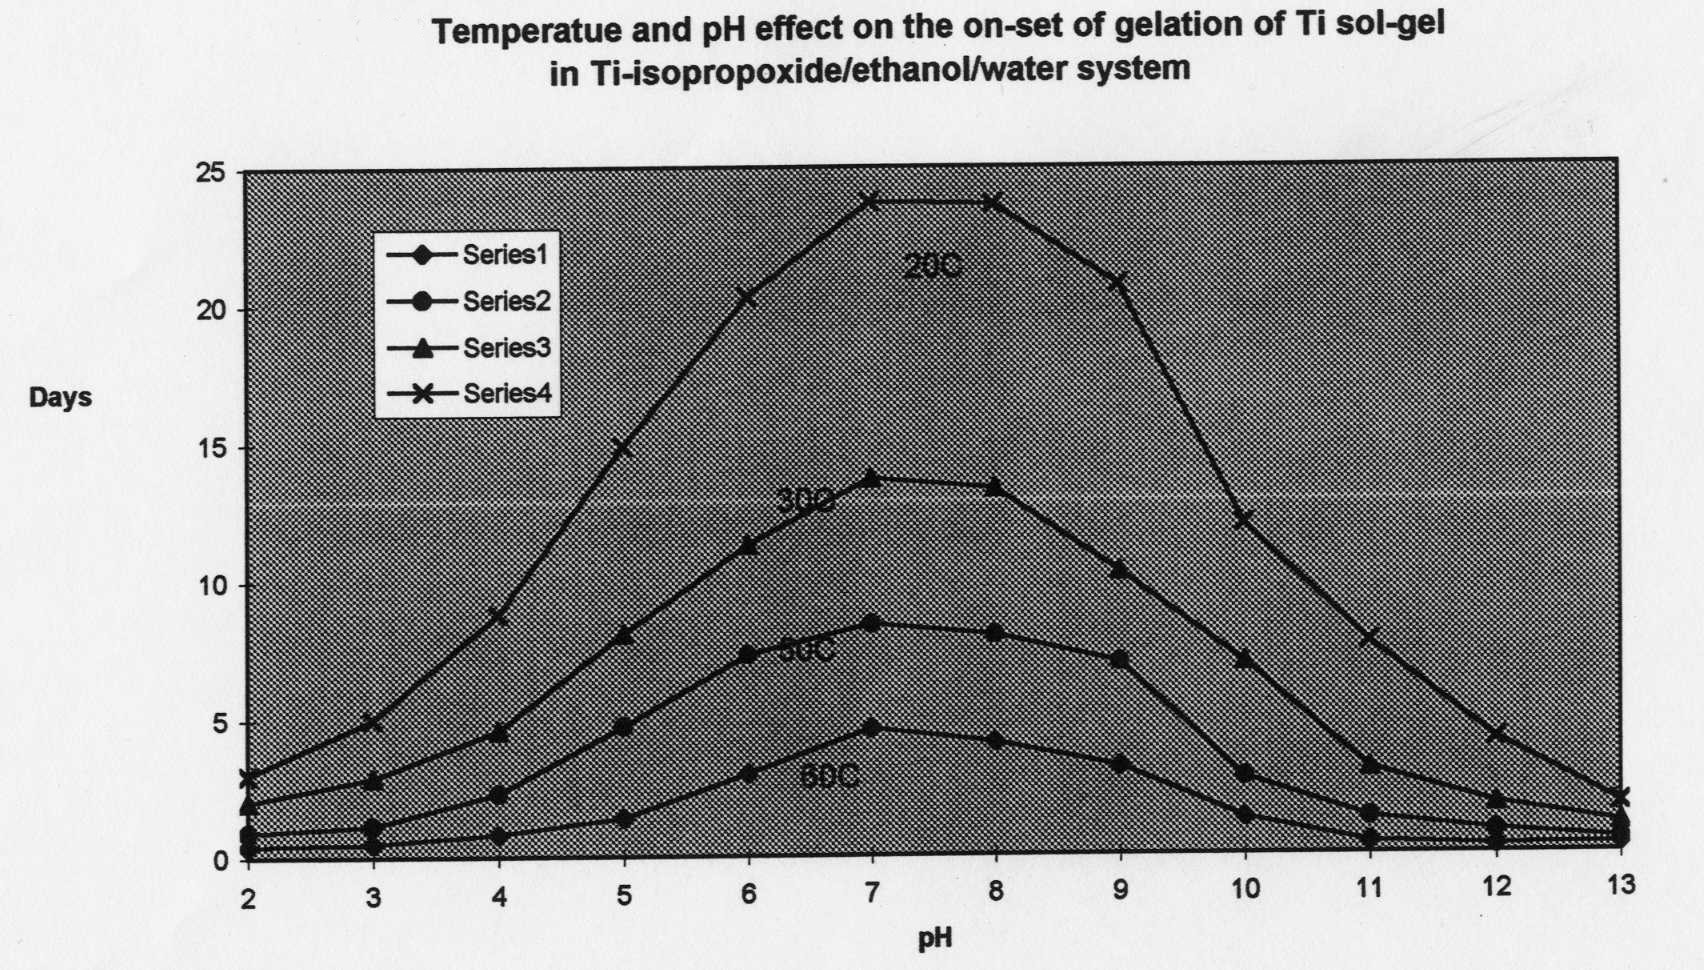 Temperatue and pH effect on the on-set of gelation of Ti sol-gel
in Ti-isopropoxide/ethanol/water system
25
20
15
10
5
0
Days
Series1
Series2
Series3
Series4
20C
30C
60C
2 3 4 5 6 7 8 9 10 11 12 13
pH